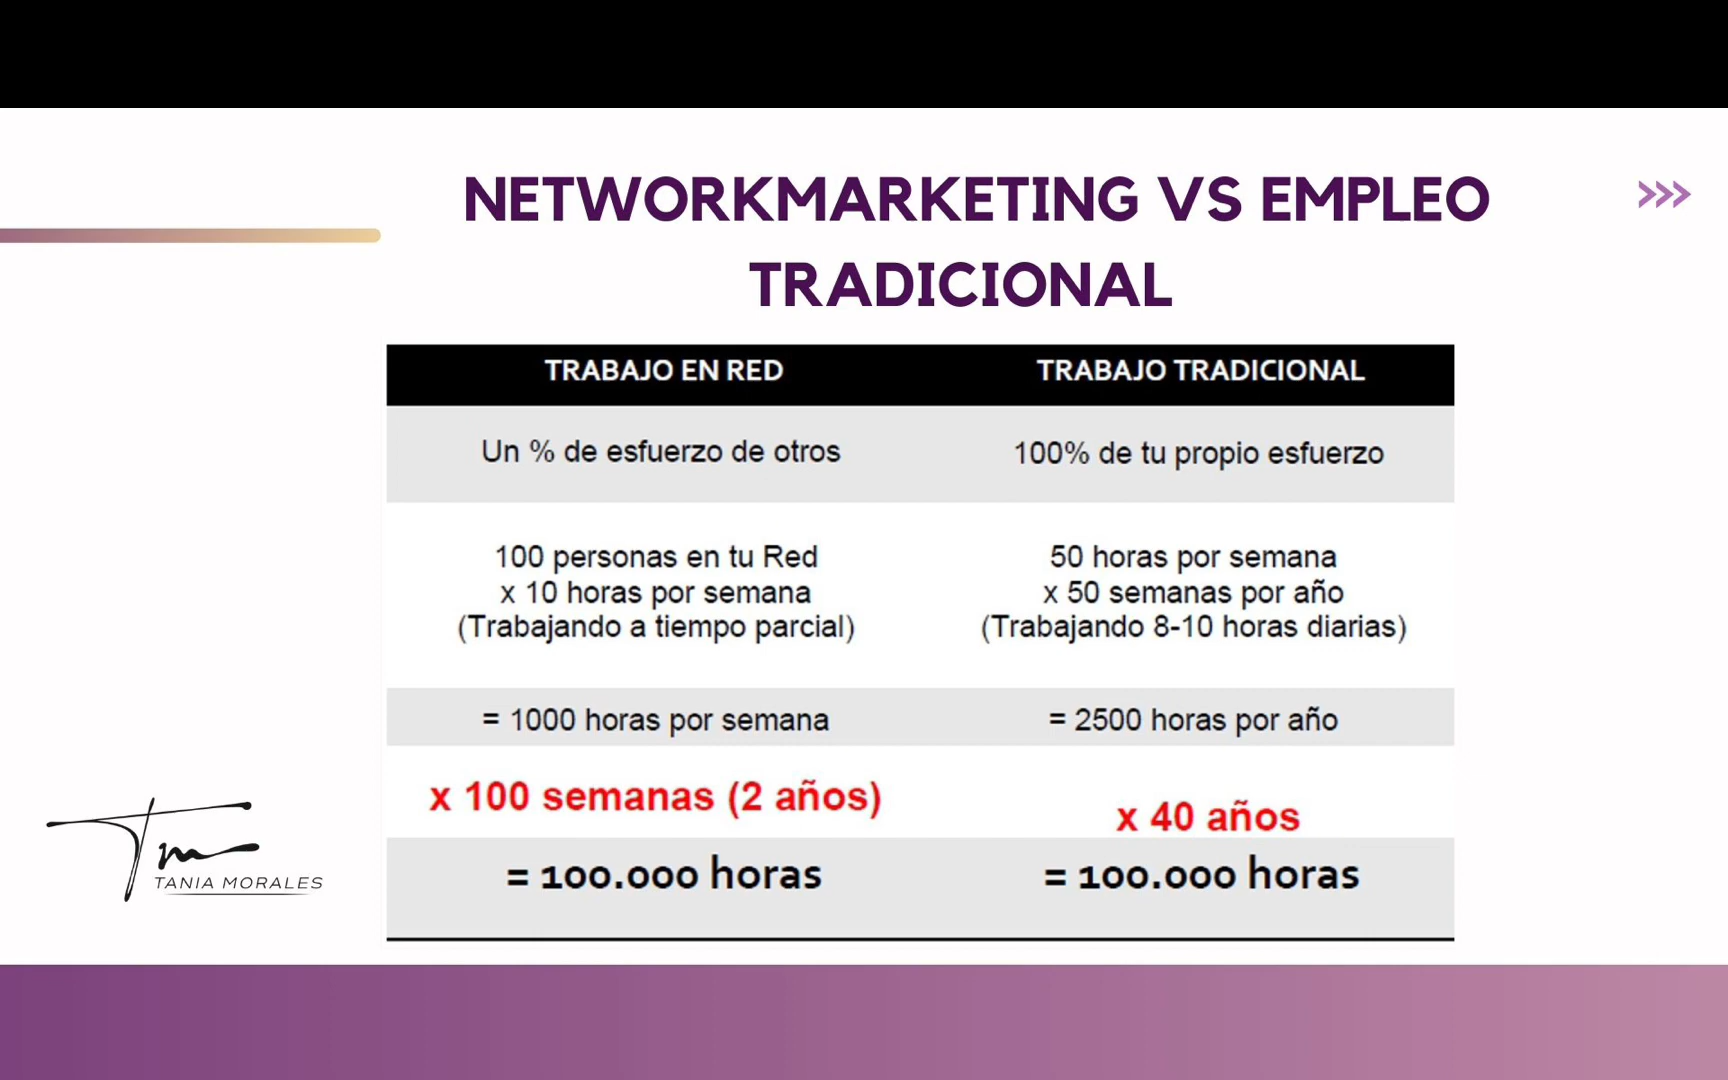 NETWORKMARKETING VS EMPLEO
TRADICIONAL
TRABAJO EN RED
TRABAJO TRADICIONAL
Un % de esfuerzo de otros
100% de tu propio esfuerzo
100 personas en tu Red
x 10 horas por semana
(Trabajando a tiempo parcial)
50 horas por semana
x 50 semanas por año
(Trabajando 8-10 horas diarias)
= 1000 horas por semana
= 2500 horas por año
x 100 semanas (2 años)
x 40 años
= 100.000 horas
= 100.000 horas
Tm
TANIA MORALES